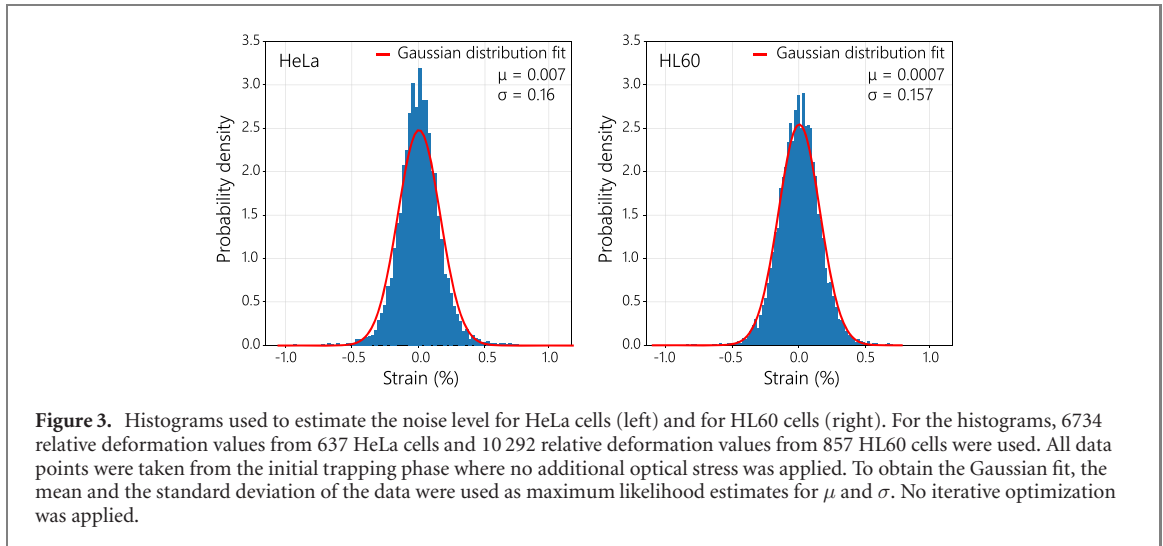 3.5
3.0
2.5
2.0
1.5
1.0
0.5
0.0
Probability density
HeLa
Gaussian distribution fit
μ = 0.007
σ = 0.16
-1.0 -0.5 0.0 0.5 1.0
Strain (%)
3.5
3.0
2.5
2.0
1.5
1.0
0.5
0.0
Probability density
HL60
Gaussian distribution fit
μ = 0.0007
σ = 0.157
-1.0 -0.5 0.0 0.5 1.0
Strain (%)
Figure 3. Histograms used to estimate the noise level for HeLa cells (left) and for HL60 cells (right). For the histograms, 6734
relative deformation values from 637 HeLa cells and 10 292 relative deformation values from 857 HL60 cells were used. All data
points were taken from the initial trapping phase where no additional optical stress was applied. To obtain the Gaussian fit, the
mean and the standard deviation of the data were used as maximum likelihood estimates for μ and σ. No iterative optimization
was applied.